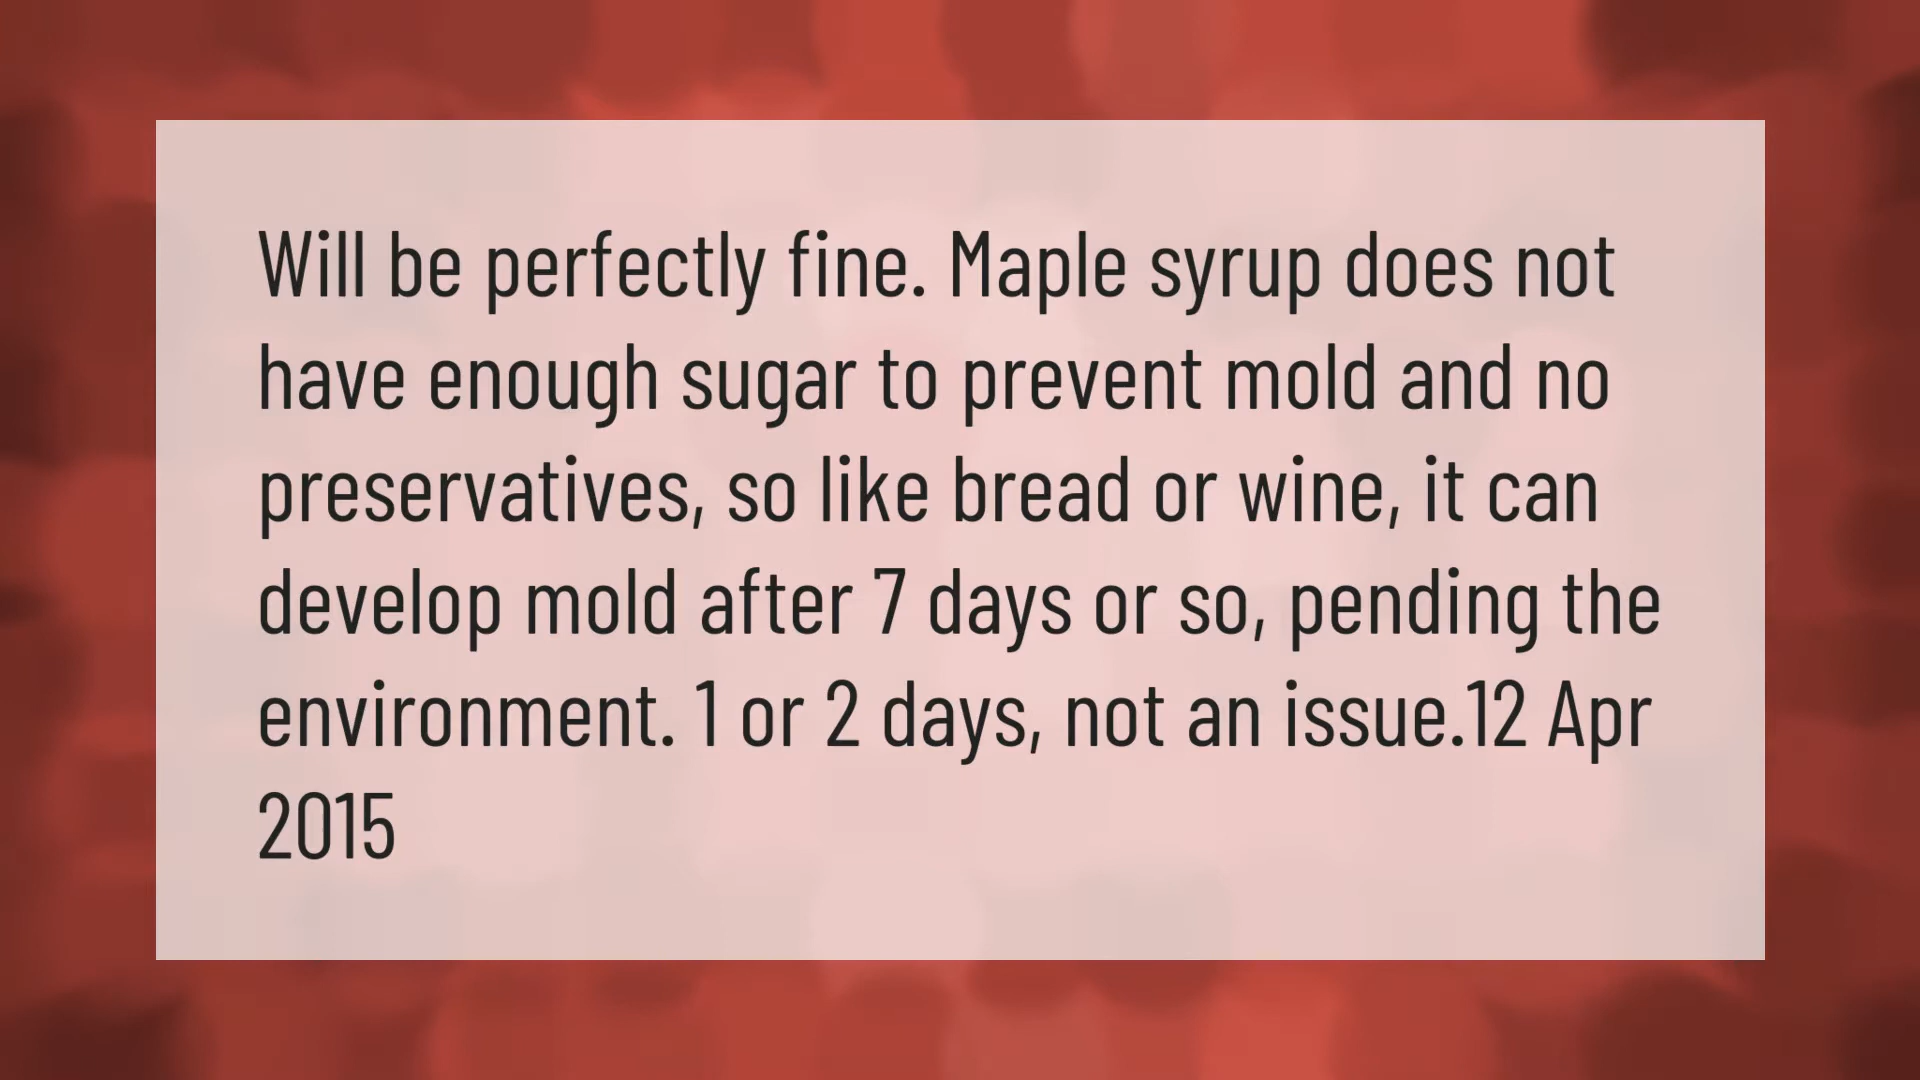 Will be perfectly fine. Maple syrup does not
have enough sugar to prevent mold and no
preservatives, so like bread or wine, it can
develop mold after 7 days or so, pending the
environment. 1 or 2 days, not an issue.12 Apr
2015